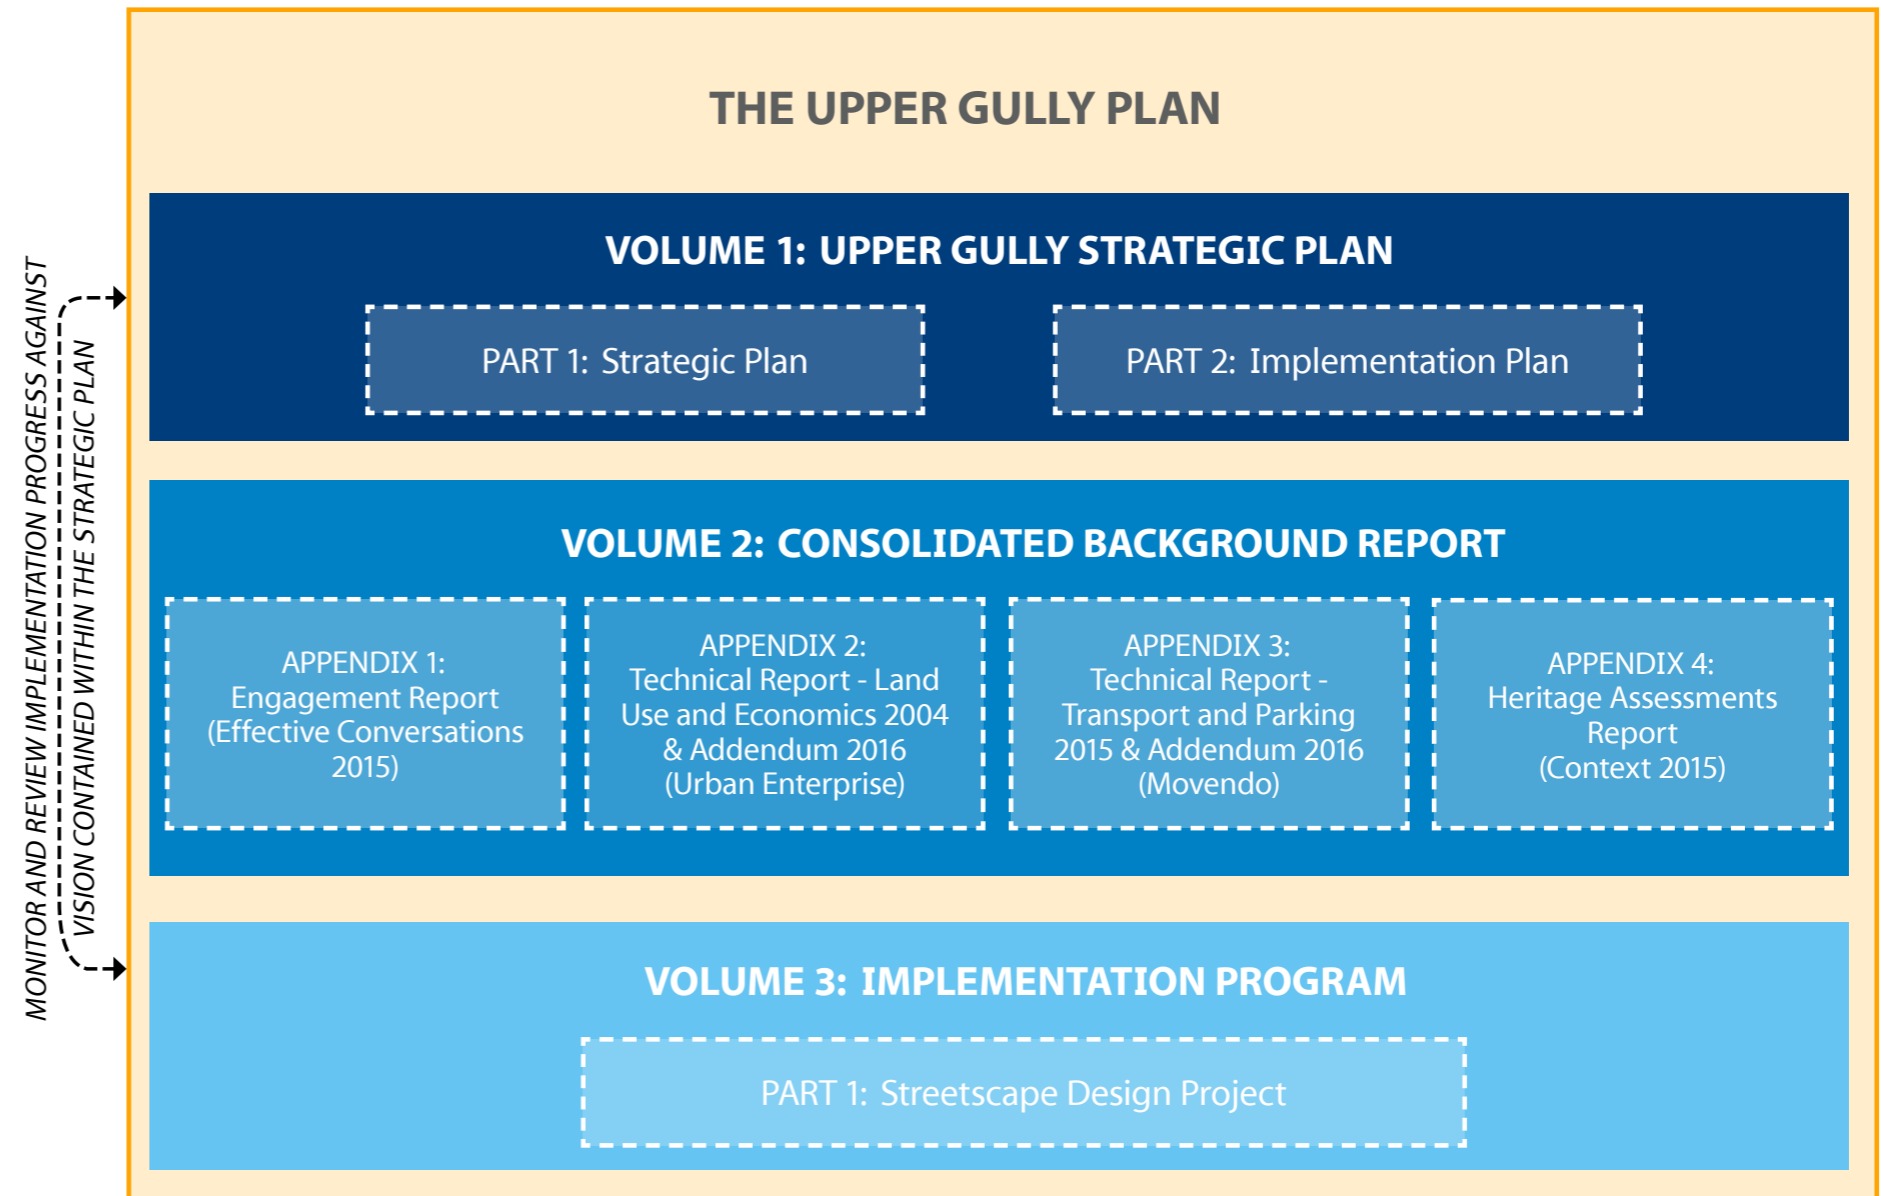 THE UPPER GULLY PLAN
MONITOR AND REVIEW IMPLEMENTATION PROGRESS AGAINST
VISION CONTAINED WITHIN THE STRATEGIC PLAN
VOLUME 1: UPPER GULLY STRATEGIC PLAN
PART 1: Strategic Plan
PART 2: Implementation Plan
VOLUME 2: CONSOLIDATED BACKGROUND REPORT
APPENDIX 1:
Engagement Report
(Effective Conversations
2015)
APPENDIX 2:
Technical Report - Land
Use and Economics 2004
& Addendum 2016
(Urban Enterprise)
APPENDIX 3:
Technical Report -
Transport and Parking
2015 & Addendum 2016
(Movendo)
APPENDIX 4:
Heritage Assessments
Report
(Context 2015)
VOLUME 3: IMPLEMENTATION PROGRAM
PART 1: Streetscape Design Project